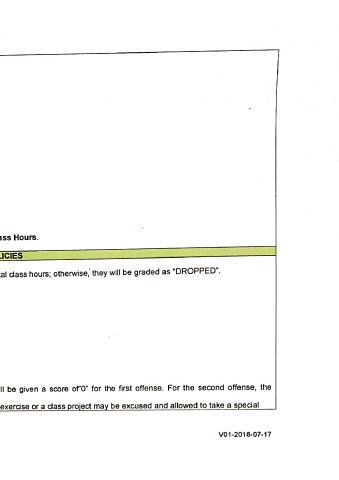 ass Hours.
LICIES
al class hours; otherwise, they will be graded as "DROPPED".
ll be given a score of"0" for the first offense. For the second offense, the
exercise or a class project may be excused and allowed to take a special
V01-2018-07-17